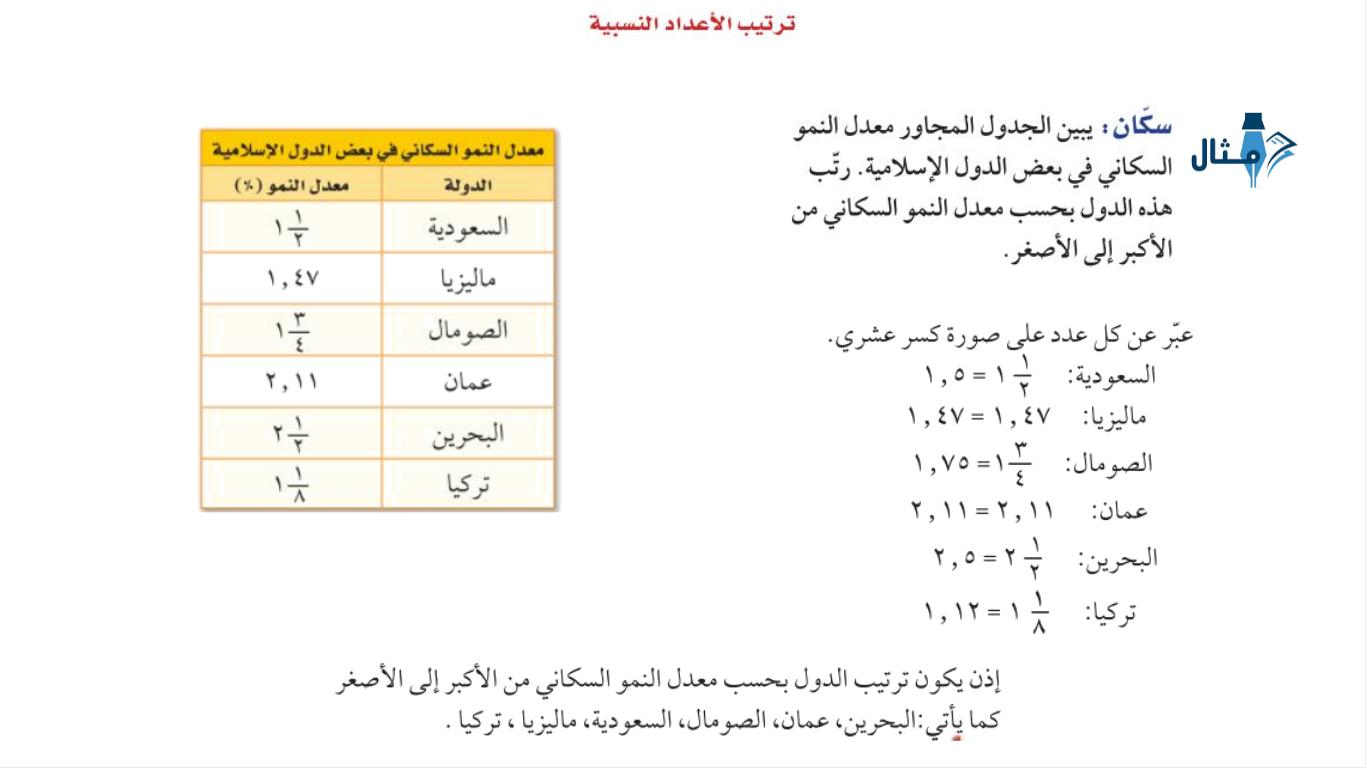 ترتيب الأعداد النسبية
مثال
سكّان: يبين الجدول المجاور معدل النمو
السكاني في بعض الدول الإسلامية. رتّب
هذه الدول بحسب معدل النمو السكاني من
الأكبر إلى الأصغر.
معدل النمو السكاني في بعض الدول الإسلامية
الدولة معدل النمو (٪)
السعودية ١ ١/٢
ماليزيا ١,٤٧
الصومال ١ ٣/٤
عمان ٢,١١
البحرين ٢ ١/٢
تركيا ١ ١/٨
عبّر عن كل عدد على صورة كسر عشري.
السعودية: ١ ١/٢ = ١,٥
ماليزيا: ١,٤٧ = ١,٤٧
الصومال: ١ ٣/٤ = ١,٧٥
عمان: ٢,١١ = ٢,١١
البحرين: ٢ ١/٢ = ٢,٥
تركيا: ١ ١/٨ = ١,١٢
إذن يكون ترتيب الدول بحسب معدل النمو السكاني من الأكبر إلى الأصغر
كما يأتي:البحرين، عمان، الصومال، السعودية، ماليزيا ، تركيا .